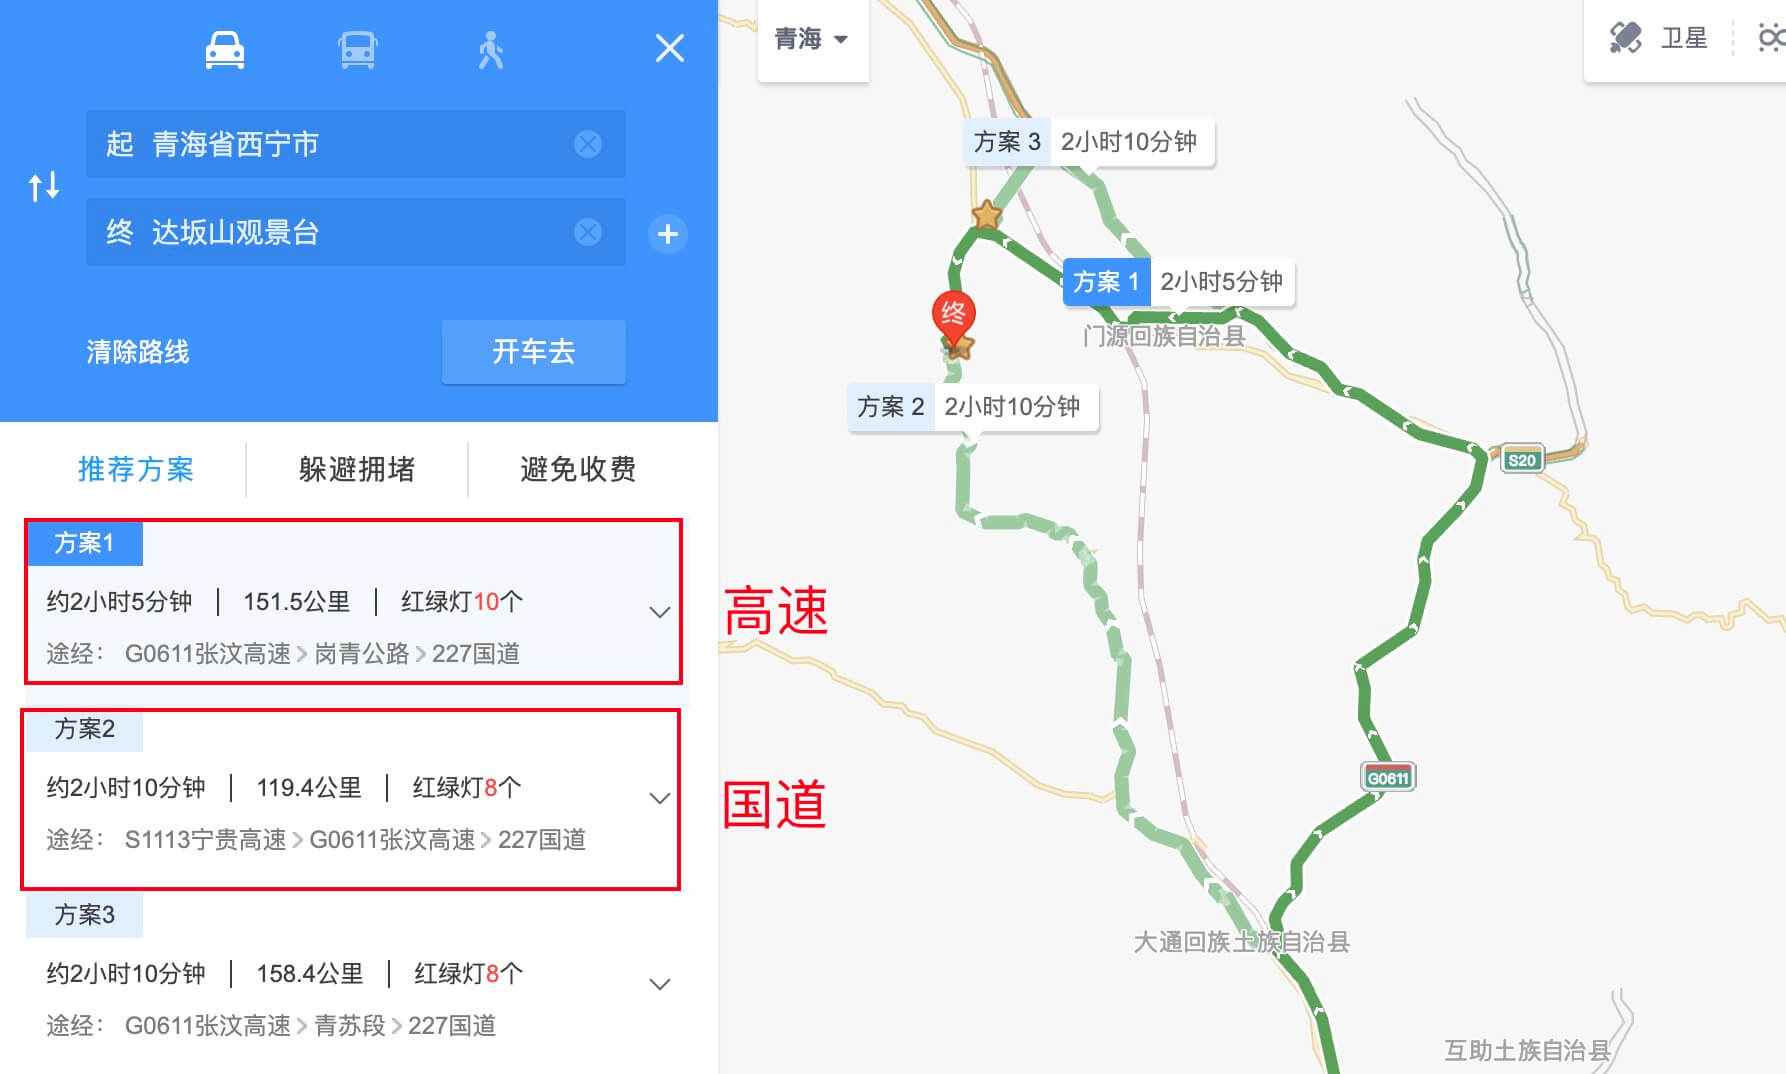 起 青海省西宁市
终 达坂山观景台
清除路线
开车去
推荐方案
躲避拥堵
避免收费
方案1
约2小时5分钟 | 151.5公里 | 红绿灯10个
途经： G0611张汶高速>岗青公路>227国道
方案2
约2小时10分钟 | 119.4公里 | 红绿灯8个
途经： S1113宁贵高速>G0611张汶高速>227国道
方案3
约2小时10分钟 | 158.4公里 | 红绿灯8个
途经： G0611张汶高速>青苏段>227国道
高速
国道
青海
卫星
方案 3 2小时10分钟
方案 1 2小时5分钟
门源回族自治县
终
方案 2 2小时10分钟
S20
G0611
大通回族土族自治县
互助土族自治县